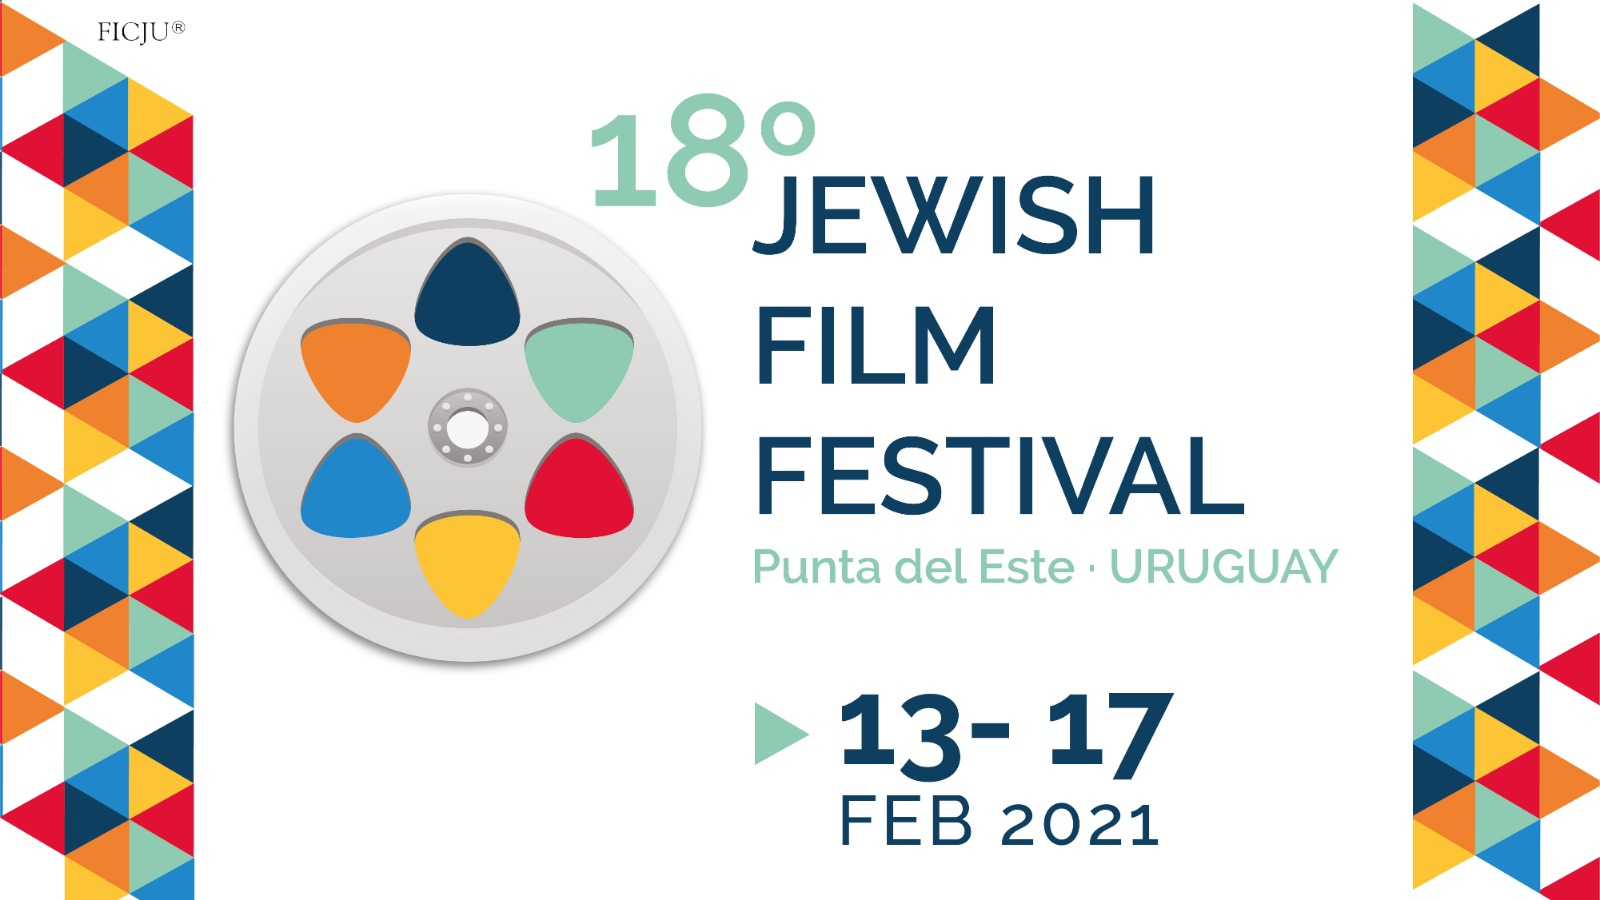 FICJU®
18º
JEWISH
FILM
FESTIVAL
Punta del Este · URUGUAY
13- 17
FEB 2021